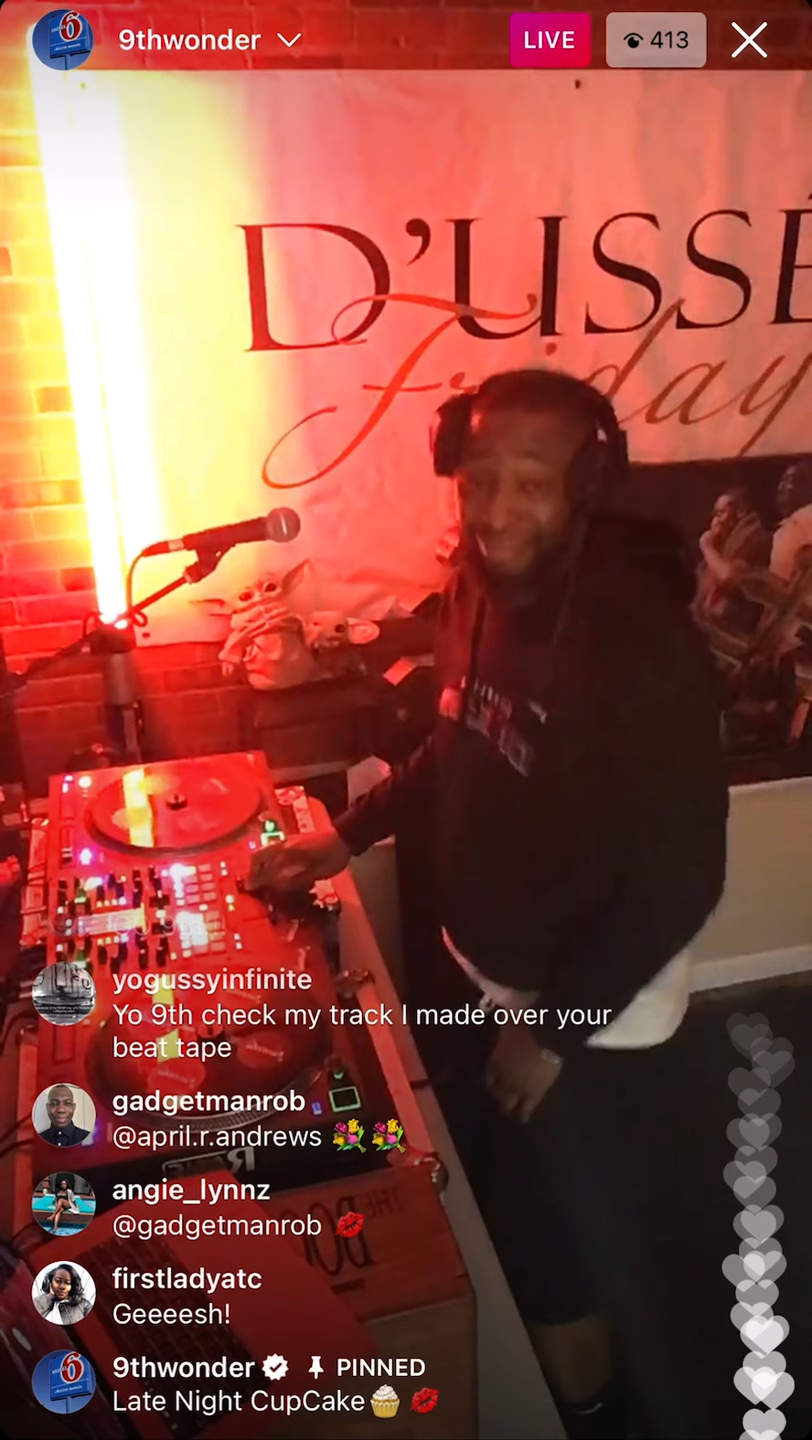 9thwonder
LIVE
413
D'USSÉ
Friday
yogussyinfinite
Yo 9th check my track I made over your
beat tape
gadgetmanrob
@april.r.andrews 💐💐
angie_lynnz
@gadgetmanrob 💋
firstladyatc
Geeeesh!
9thwonder PINNED
Late Night CupCake🧁 💋